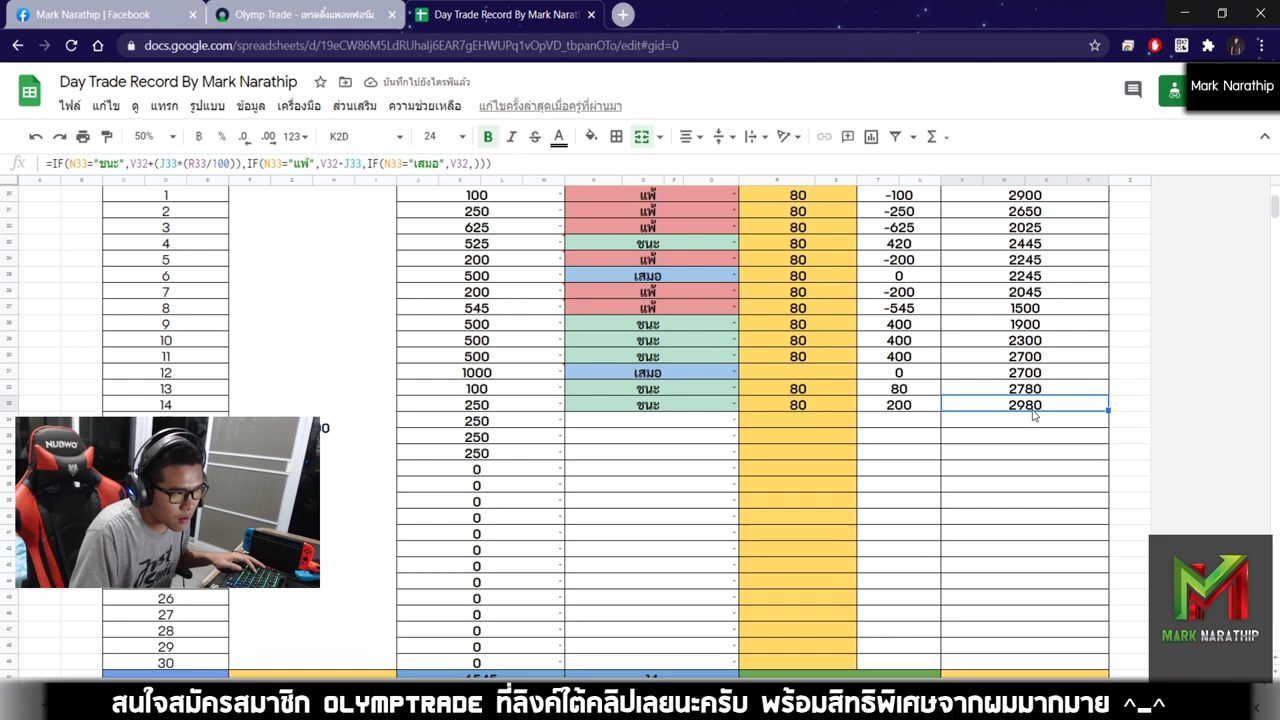 Mark Narathip | Facebook
Olymp Trade - เทรดดิ้งแพลทฟอร์ม
Day Trade Record By Mark Narat
docs.google.com/spreadsheets/d/19eCW86M5LdRUhaIj6EAR7gEHWUPq1vOpVD_tbpanOTo/edit#gid=0
Day Trade Record By Mark Narathip
บันทึกไปยังไดรฟ์แล้ว
Mark Narathip
ไฟล์ แก้ไข ดู แทรก รูปแบบ ข้อมูล เครื่องมือ ส่วนเสริม ความช่วยเหลือ แก้ไขครั้งล่าสุดเมื่อครู่ที่ผ่านมา
50% ฿ % .0 .00 123 K2D 24 B I S A
fx =IF(N33="ชนะ",V32+(J33*(R33/100)),IF(N33="แพ้",V32-J33,IF(N33="เสมอ",V32,)))
1 100 แพ้ 80 -100 2900
2 250 แพ้ 80 -250 2650
3 625 แพ้ 80 -625 2025
4 525 ชนะ 80 420 2445
5 200 แพ้ 80 -200 2245
6 500 เสมอ 80 0 2245
7 200 แพ้ 80 -200 2045
8 545 แพ้ 80 -545 1500
9 500 ชนะ 80 400 1900
10 500 ชนะ 80 400 2300
11 500 ชนะ 80 400 2700
12 1000 เสมอ 0 2700
13 100 ชนะ 80 80 2780
14 250 ชนะ 80 200 2980
250
250
250
0
0
0
0
0
0
0
0
26 0
27 0
28 0
29 0
30 0
NUBWO
MARK NARATHIP
สนใจสมัครสมาชิก OLYMPTRADE ที่ลิงค์ใต้คลิปเลยนะครับ พร้อมสิทธิพิเศษจากผมมากมาย ^_^